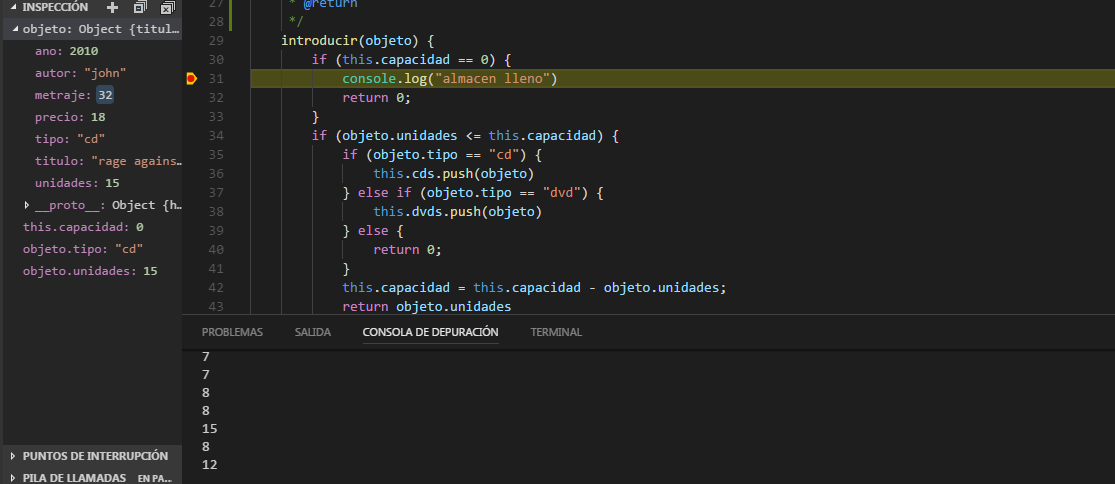 INSPECCIÓN
objeto: Object {titul…
ano: 2010
autor: "john"
metraje: 32
precio: 18
tipo: "cd"
titulo: "rage agains…
unidades: 15
__proto__: Object {h…
this.capacidad: 0
objeto.tipo: "cd"
objeto.unidades: 15
PUNTOS DE INTERRUPCIÓN
PILA DE LLAMADAS EN PA…
27 * @return
28 */
29 introducir(objeto) {
30 if (this.capacidad == 0) {
31 console.log("almacen lleno")
32 return 0;
33 }
34 if (objeto.unidades <= this.capacidad) {
35 if (objeto.tipo == "cd") {
36 this.cds.push(objeto)
37 } else if (objeto.tipo == "dvd") {
38 this.dvds.push(objeto)
39 } else {
40 return 0;
41 }
42 this.capacidad = this.capacidad - objeto.unidades;
43 return objeto.unidades
PROBLEMAS SALIDA CONSOLA DE DEPURACIÓN TERMINAL
7
7
8
8
15
8
12